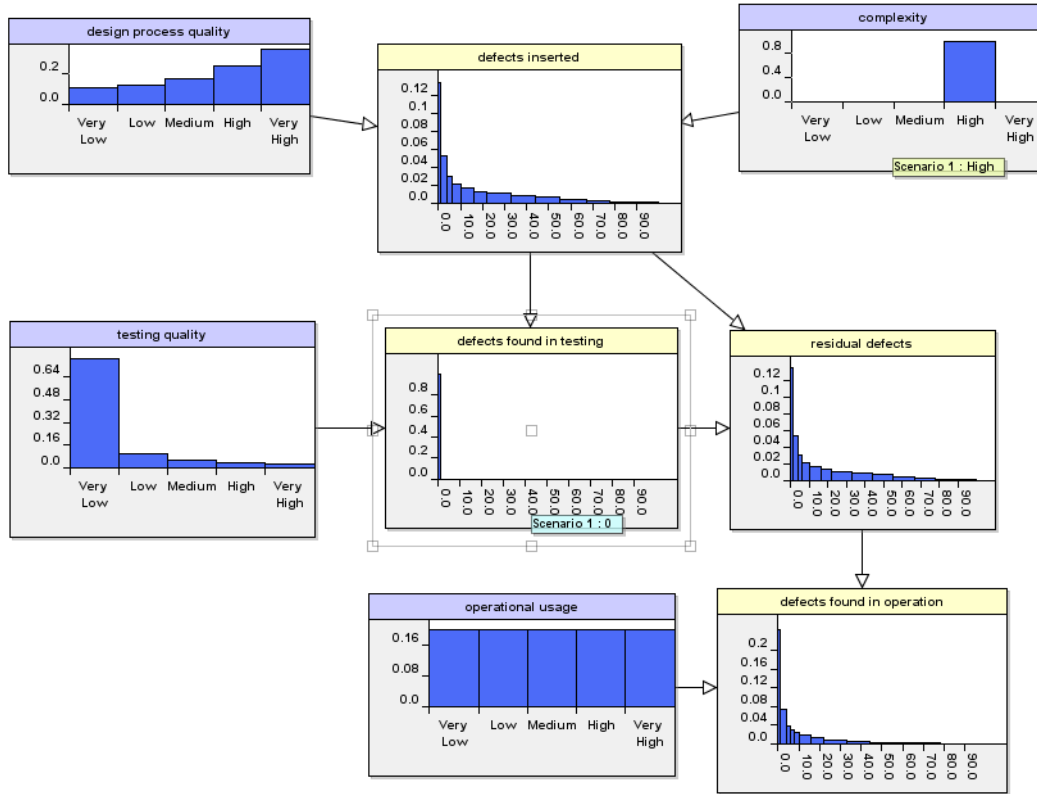 design process quality
0.2
0.0
Very Low
Low
Medium
High
Very High
defects inserted
0.12
0.1
0.08
0.06
0.04
0.02
0.0
0.0
10.0
20.0
30.0
40.0
50.0
60.0
70.0
80.0
90.0
complexity
0.8
0.4
0.0
Very Low
Low
Medium
High
Very High
Scenario 1 : High
testing quality
0.64
0.48
0.32
0.16
0.0
Very Low
Low
Medium
High
Very High
defects found in testing
0.8
0.6
0.4
0.2
0.0
0.0
10.0
20.0
30.0
40.0
50.0
60.0
70.0
80.0
90.0
Scenario 1 : 0
residual defects
0.12
0.1
0.08
0.06
0.04
0.02
0.0
0.0
10.0
20.0
30.0
40.0
50.0
60.0
70.0
80.0
90.0
operational usage
0.16
0.08
0.0
Very Low
Low
Medium
High
Very High
defects found in operation
0.2
0.16
0.12
0.08
0.04
0.0
0.0
10.0
20.0
30.0
40.0
50.0
60.0
70.0
80.0
90.0